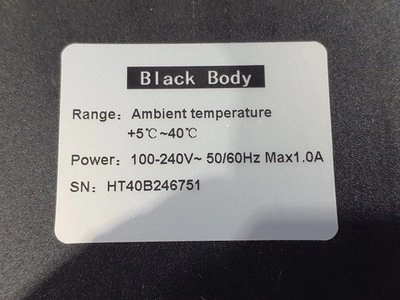 Black Body
Range： Ambient temperature
+5℃~40℃
Power： 100-240V~ 50/60Hz Max1.0A
SN： HT40B246751